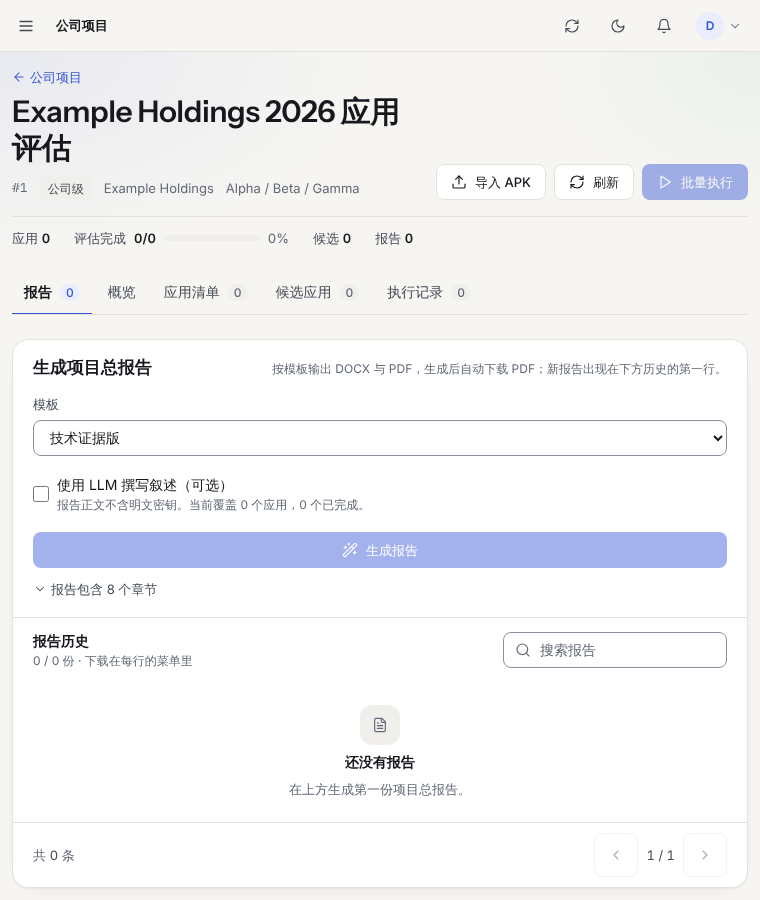 公司项目
D
公司项目
Example Holdings 2026 应用
评估
#1 公司级 Example Holdings Alpha / Beta / Gamma
导入 APK 刷新 批量执行
应用 0 评估完成 0/0 0% 候选 0 报告 0
报告 0 概览 应用清单 0 候选应用 0 执行记录 0
生成项目总报告
按模板输出 DOCX 与 PDF，生成后自动下载 PDF；新报告出现在下方历史的第一行。
模板
技术证据版
使用 LLM 撰写叙述（可选）
报告正文不含明文密钥。当前覆盖 0 个应用，0 个已完成。
生成报告
报告包含 8 个章节
报告历史
0 / 0 份 · 下载在每行的菜单里
搜索报告
还没有报告
在上方生成第一份项目总报告。
共 0 条
1 / 1